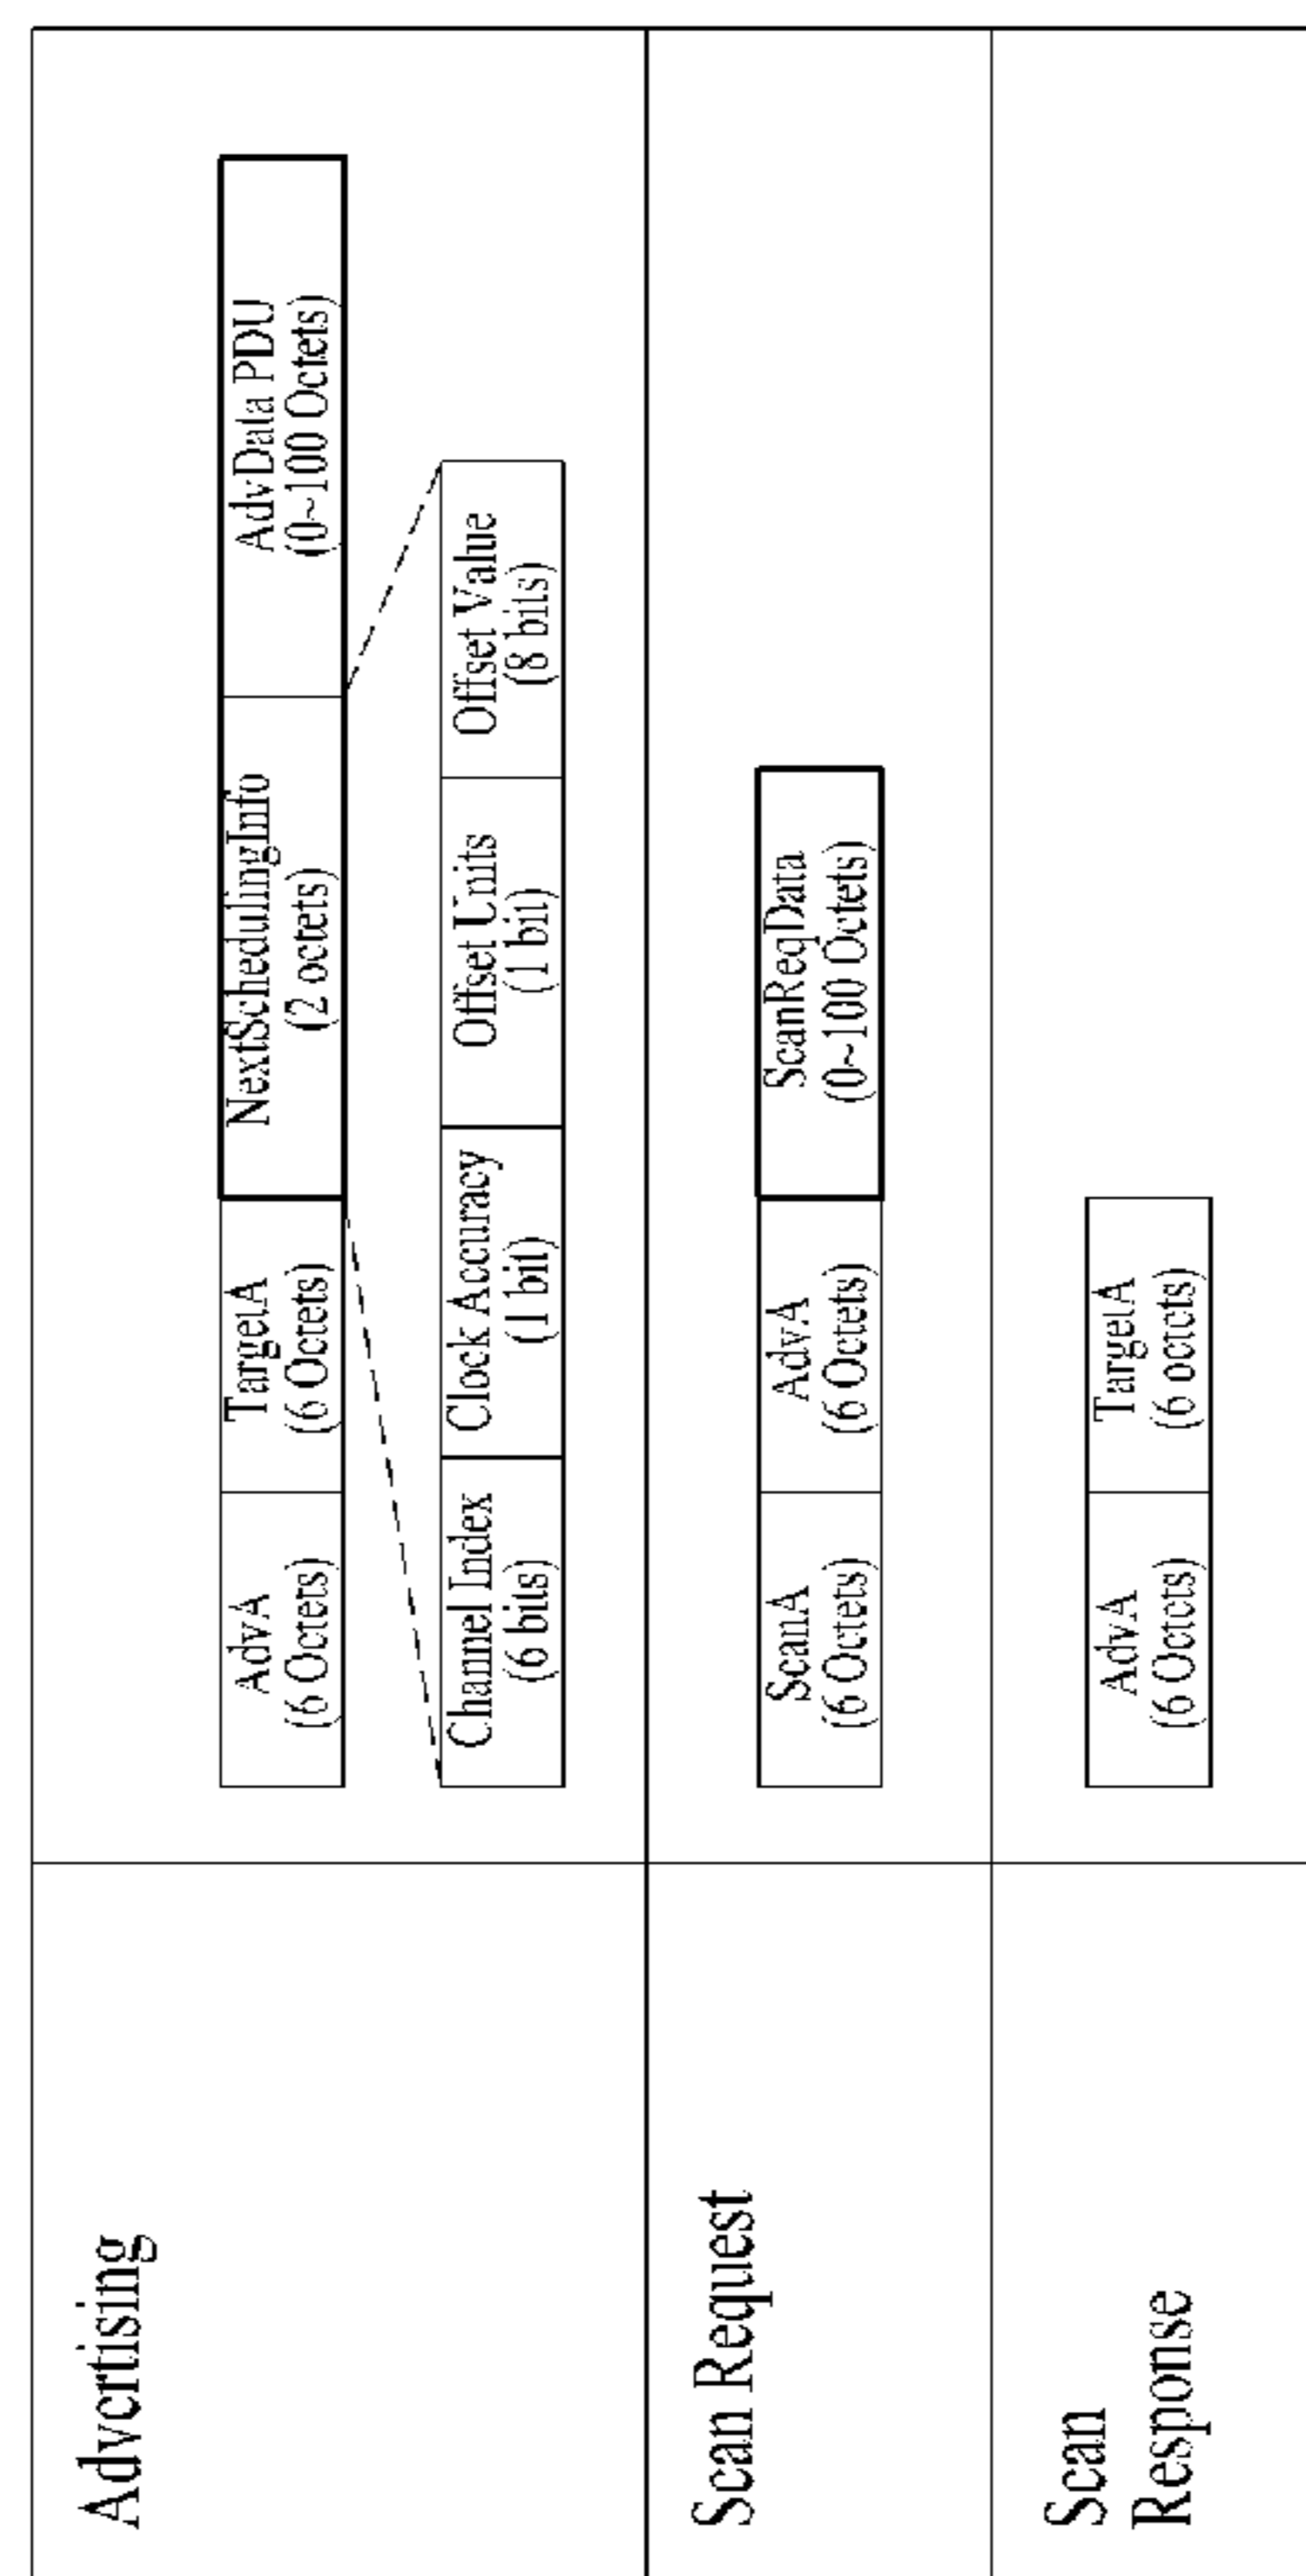 Advertising
AdvA
(6 Octets)
TargetA
(6 Octets)
NextSchedulingInfo
(2 octets)
AdvData PDU
(0~100 Octets)
Channel Index
(6 bits)
Clock Accuracy
(1 bit)
Offset Units
(1 bit)
Offset Value
(8 bits)
Scan Request
ScanA
(6 Octets)
AdvA
(6 Octets)
ScanReqData
(0~100 Octets)
Scan
Response
AdvA
(6 Octets)
TargetA
(6 octets)